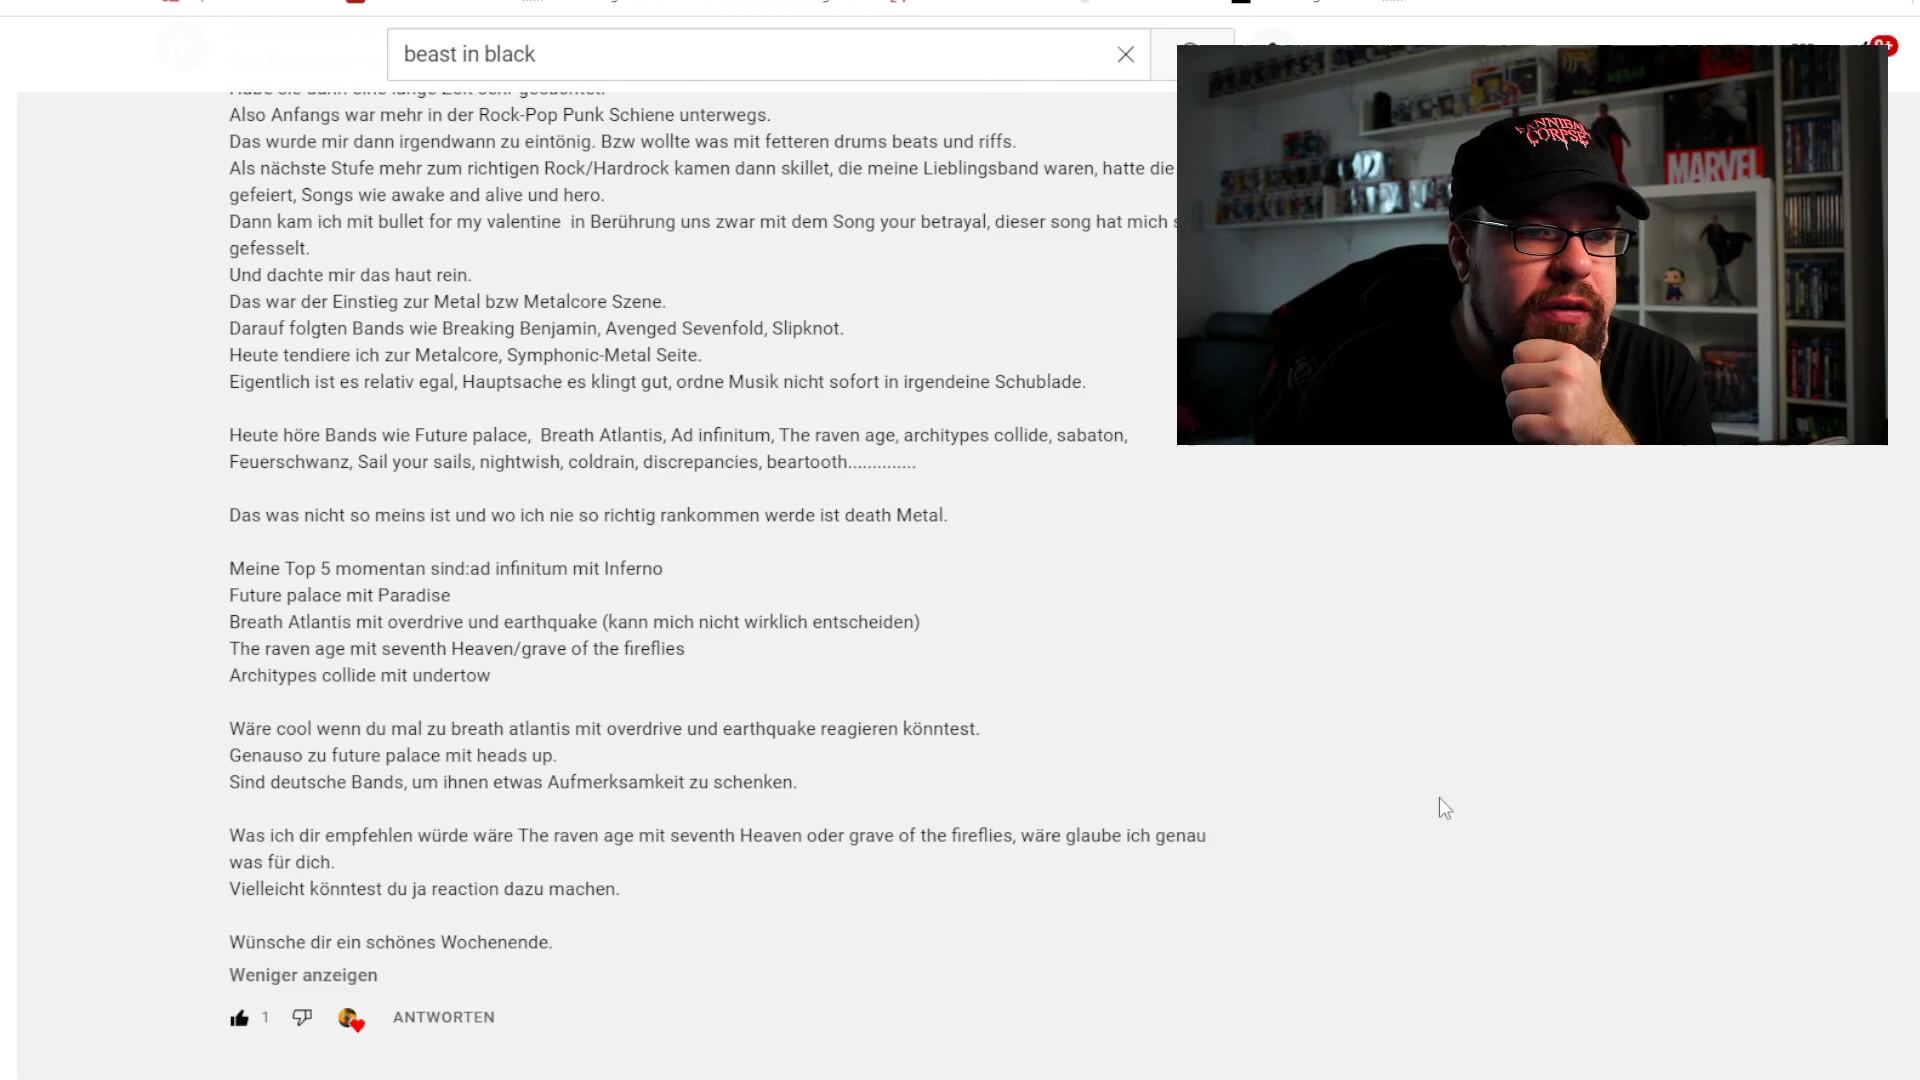 beast in black
Also Anfangs war mehr in der Rock-Pop Punk Schiene unterwegs.
Das wurde mir dann irgendwann zu eintönig. Bzw wollte was mit fetteren drums beats und riffs.
Als nächste Stufe mehr zum richtigen Rock/Hardrock kamen dann skillet, die meine Lieblingsband waren, hatte die
gefeiert, Songs wie awake and alive und hero.
Dann kam ich mit bullet for my valentine  in Berührung uns zwar mit dem Song your betrayal, dieser song hat mich
gefesselt.
Und dachte mir das haut rein.
Das war der Einstieg zur Metal bzw Metalcore Szene.
Darauf folgten Bands wie Breaking Benjamin, Avenged Sevenfold, Slipknot.
Heute tendiere ich zur Metalcore, Symphonic-Metal Seite.
Eigentlich ist es relativ egal, Hauptsache es klingt gut, ordne Musik nicht sofort in irgendeine Schublade.
Heute höre Bands wie Future palace,  Breath Atlantis, Ad infinitum, The raven age, architypes collide, sabaton,
Feuerschwanz, Sail your sails, nightwish, coldrain, discrepancies, beartooth..............
Das was nicht so meins ist und wo ich nie so richtig rankommen werde ist death Metal.
Meine Top 5 momentan sind:ad infinitum mit Inferno
Future palace mit Paradise
Breath Atlantis mit overdrive und earthquake (kann mich nicht wirklich entscheiden)
The raven age mit seventh Heaven/grave of the fireflies
Architypes collide mit undertow
Wäre cool wenn du mal zu breath atlantis mit overdrive und earthquake reagieren könntest.
Genauso zu future palace mit heads up.
Sind deutsche Bands, um ihnen etwas Aufmerksamkeit zu schenken.
Was ich dir empfehlen würde wäre The raven age mit seventh Heaven oder grave of the fireflies, wäre glaube ich genau
was für dich.
Vielleicht könntest du ja reaction dazu machen.
Wünsche dir ein schönes Wochenende.
Weniger anzeigen
1
ANTWORTEN
CANNIBAL
CORPSE
MARVEL